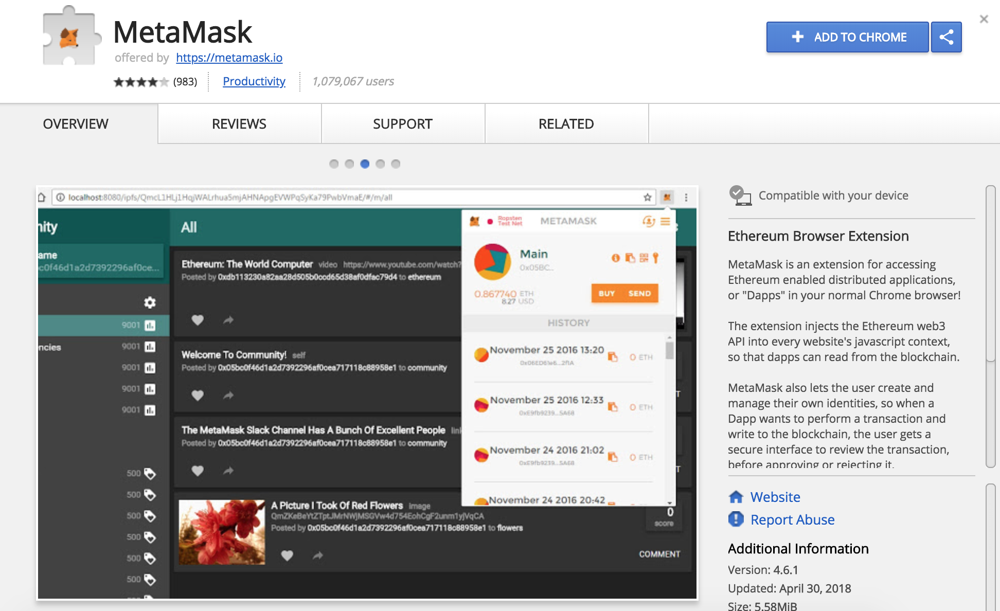 MetaMask
offered by https://metamask.io
(983)
Productivity
1,079,067 users
ADD TO CHROME
OVERVIEW
REVIEWS
SUPPORT
RELATED
localhost:8080/ipfs/QmcL1HLj1HqjWALrhua5mjAHNApgEVWPqSyKa79PwbVmaE/#/m/all
nity
ame
bc0f46d1a2d7392296af0ce...
9001
ncies
9001
9001
9001
9001
500
500
500
500
500
500
All
Ethereum: The World Computer video https://www.youtube.com/watch?
Posted by 0xdb113230a82aa28d505b0ccd65d38af0dfac79d4 to ethereum
Welcome To Community! self
Posted by 0x05bc0f46d1a2d7392296af0cea717118c88958e1 to community
The MetaMask Slack Channel Has A Bunch Of Excellent People link
Posted by 0x05bc0f46d1a2d7392296af0cea717118c88958e1 to community
A Picture I Took Of Red Flowers image
QmZKeBeYtZTptJMrNWjMSGVw4d754EohCgF2unm1yjVqCA
Posted by 0x05bc0f46d1a2d7392296af0cea717118c88958e1 to flowers
0
score
COMMENT
Ropsten
Test Net
METAMASK
Main
0x05BC...
0.867740 ETH
8.27 USD
BUY
SEND
HISTORY
November 25 2016 13:20
0x06ED61e6...2f1A
0 ETH
November 25 2016 12:33
0xE9fb9239...5A68
0 ETH
November 24 2016 21:02
0xE9fb9239...5A68
0 ETH
November 24 2016 20:42
Compatible with your device
Ethereum Browser Extension
MetaMask is an extension for accessing
Ethereum enabled distributed applications,
or "Dapps" in your normal Chrome browser!
The extension injects the Ethereum web3
API into every website's javascript context,
so that dapps can read from the blockchain.
MetaMask also lets the user create and
manage their own identities, so when a
Dapp wants to perform a transaction and
write to the blockchain, the user gets a
secure interface to review the transaction,
before approving or rejecting it.
Website
Report Abuse
Additional Information
Version: 4.6.1
Updated: April 30, 2018
Size: 5.58MiB